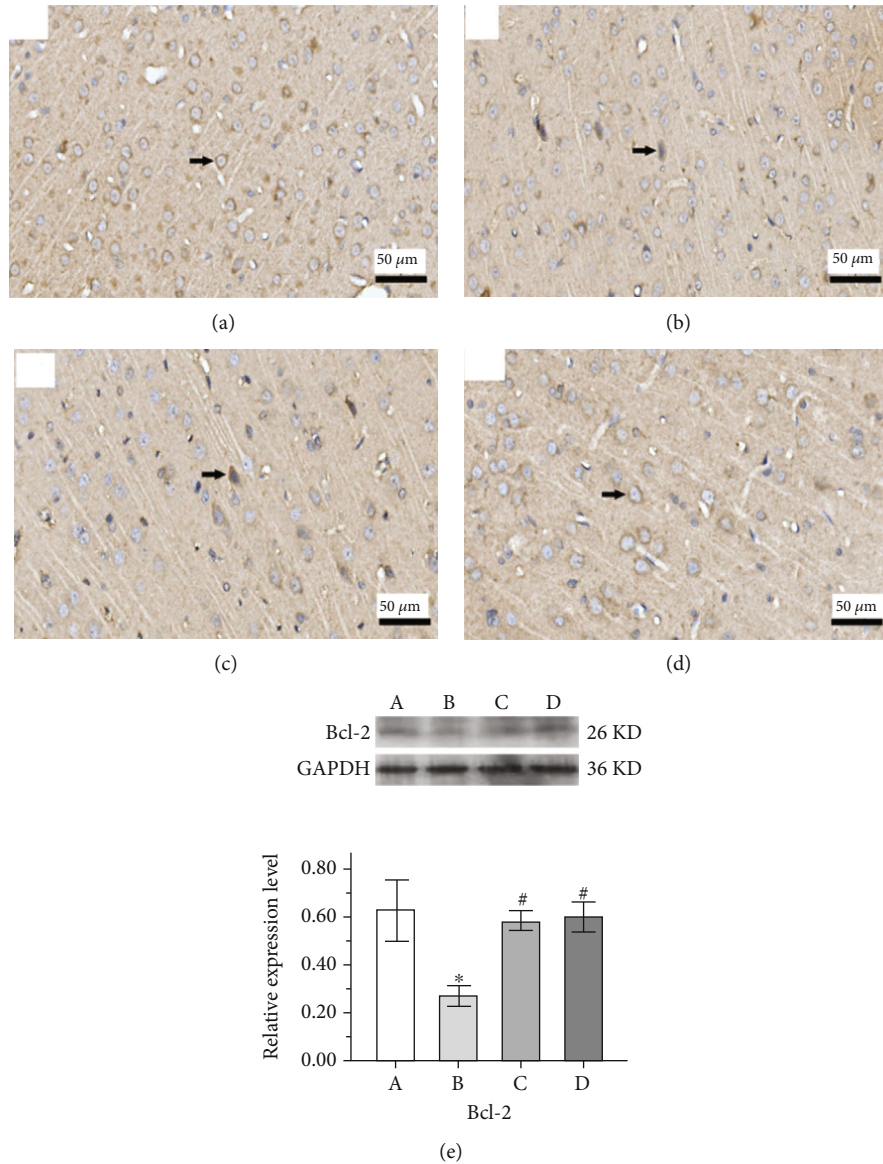 50 μm
50 μm
(a)
(b)
50 μm
50 μm
(c)
(d)
A B C D
Bcl-2 26 KD
GAPDH 36 KD
Relative expression level
0.80
0.60
0.40
0.20
0.00
*
#
#
A B C D
Bcl-2
(e)